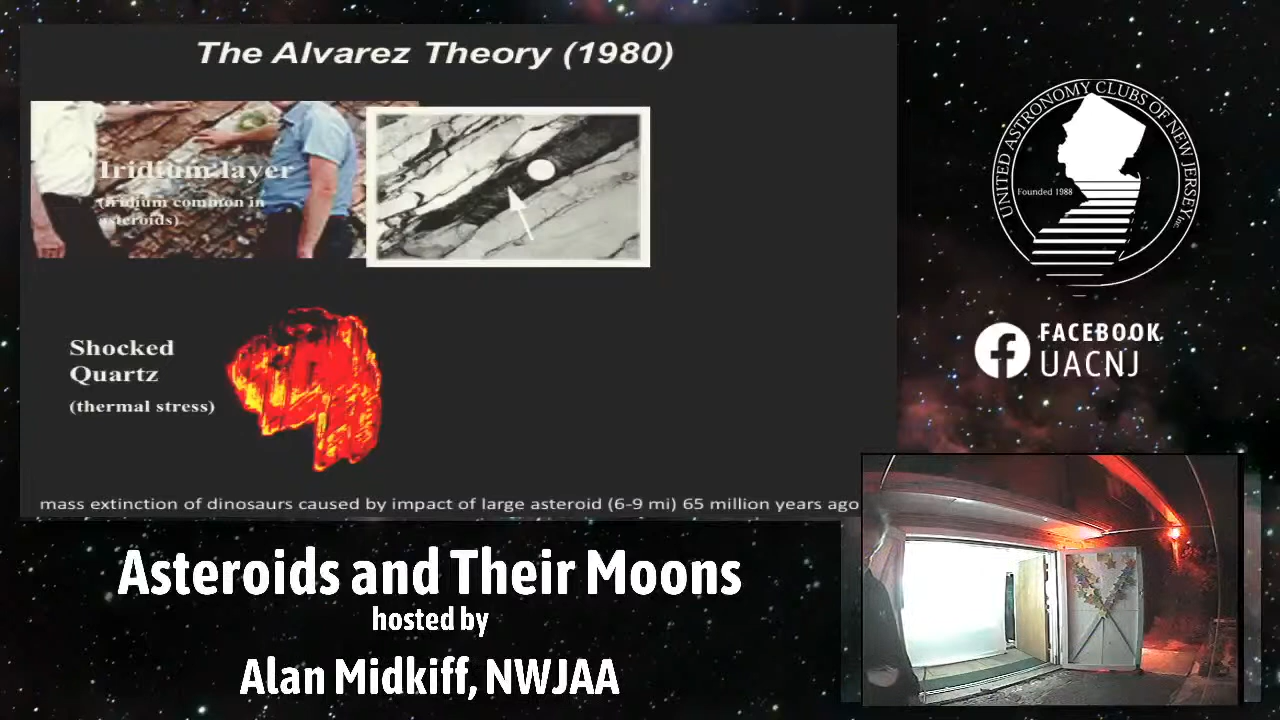 The Alvarez Theory (1980)
Iridium layer
(iridium common in
asteroids)
Shocked
Quartz
(thermal stress)
mass extinction of dinosaurs caused by impact of large asteroid (6-9 mi) 65 million years ago
Asteroids and Their Moons
hosted by
Alan Midkiff, NWJAA
UNITED ASTRONOMY CLUBS OF NEW JERSEY Inc.
Founded 1988
FACEBOOK
UACNJ